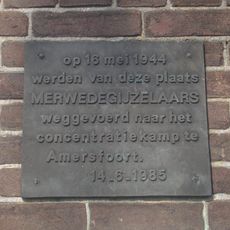 op 16 mei 1944
werden van deze plaats
MERWEDEGIJZELAARS
weggevoerd naar het
concentratiekamp te
Amersfoort.
14-6-1985